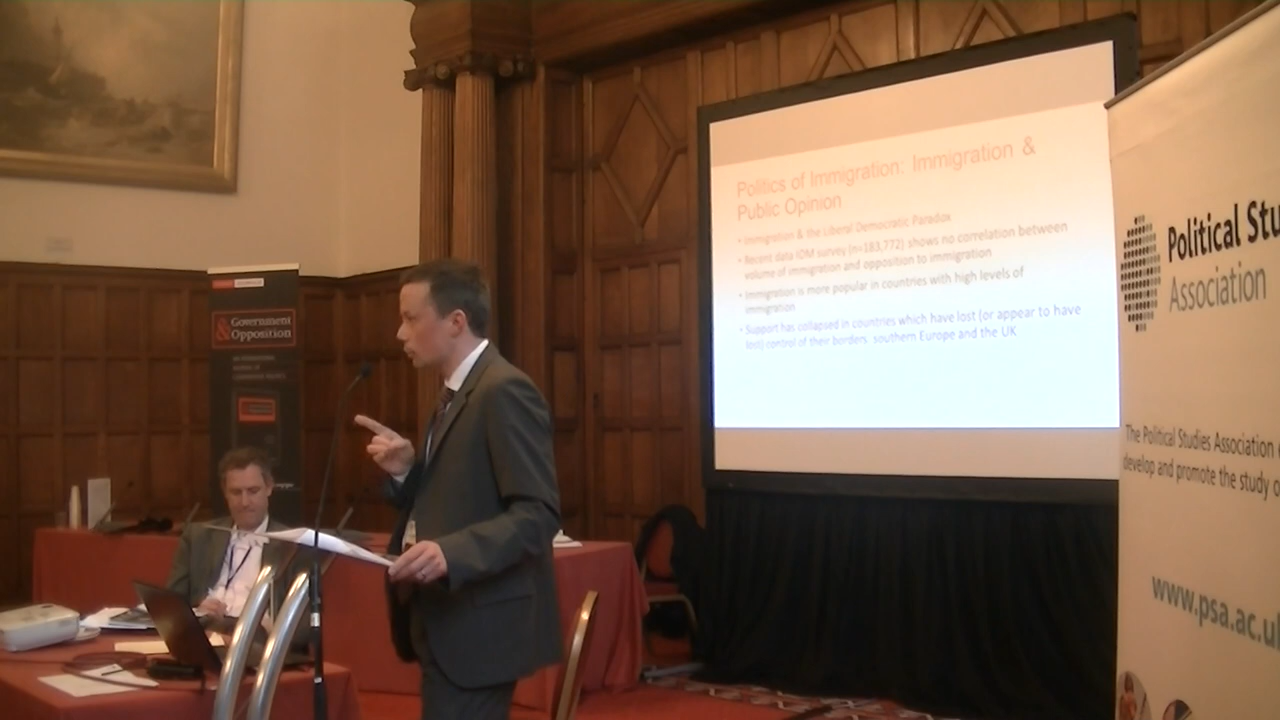 Politics of Immigration: Immigration &
Public Opinion
• Immigration & the Liberal Democratic Paradox
• Recent data IOM survey (n=183,772) shows no correlation between
volume of immigration and opposition to immigration
• Immigration is more popular in countries with high levels of
immigration
• Support has collapsed in countries which have lost (or appear to have
lost) control of their borders southern Europe and the UK
Government
& Opposition
Political Stu
Association
The Political Studies Association
develop and promote the study o
www.psa.ac.u